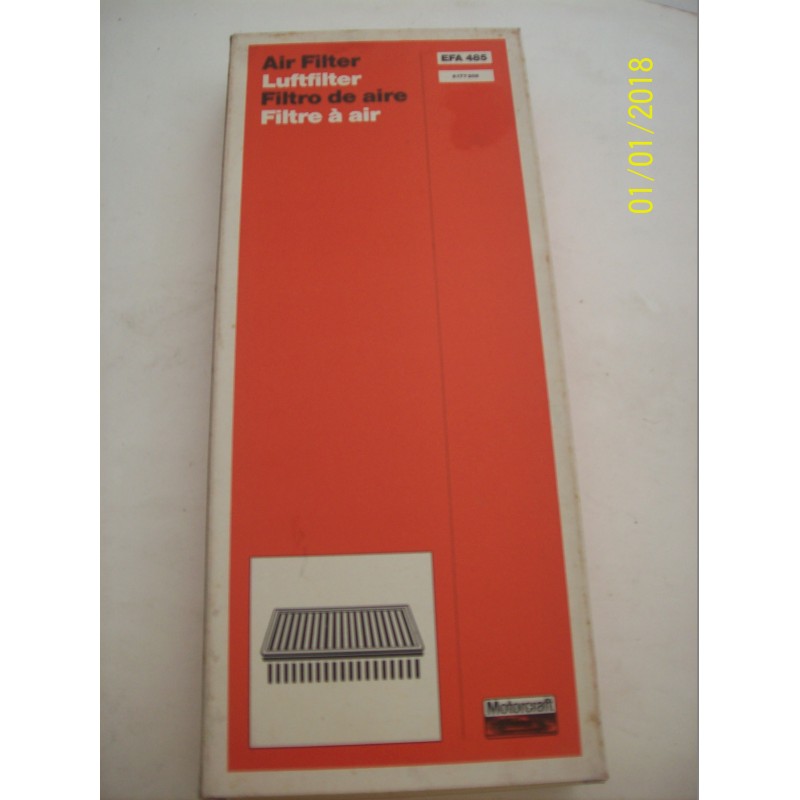 Air Filter
Luftfilter
Filtro de aire
Filtre à air
EFA 465
Motorcraft
01/01/2018